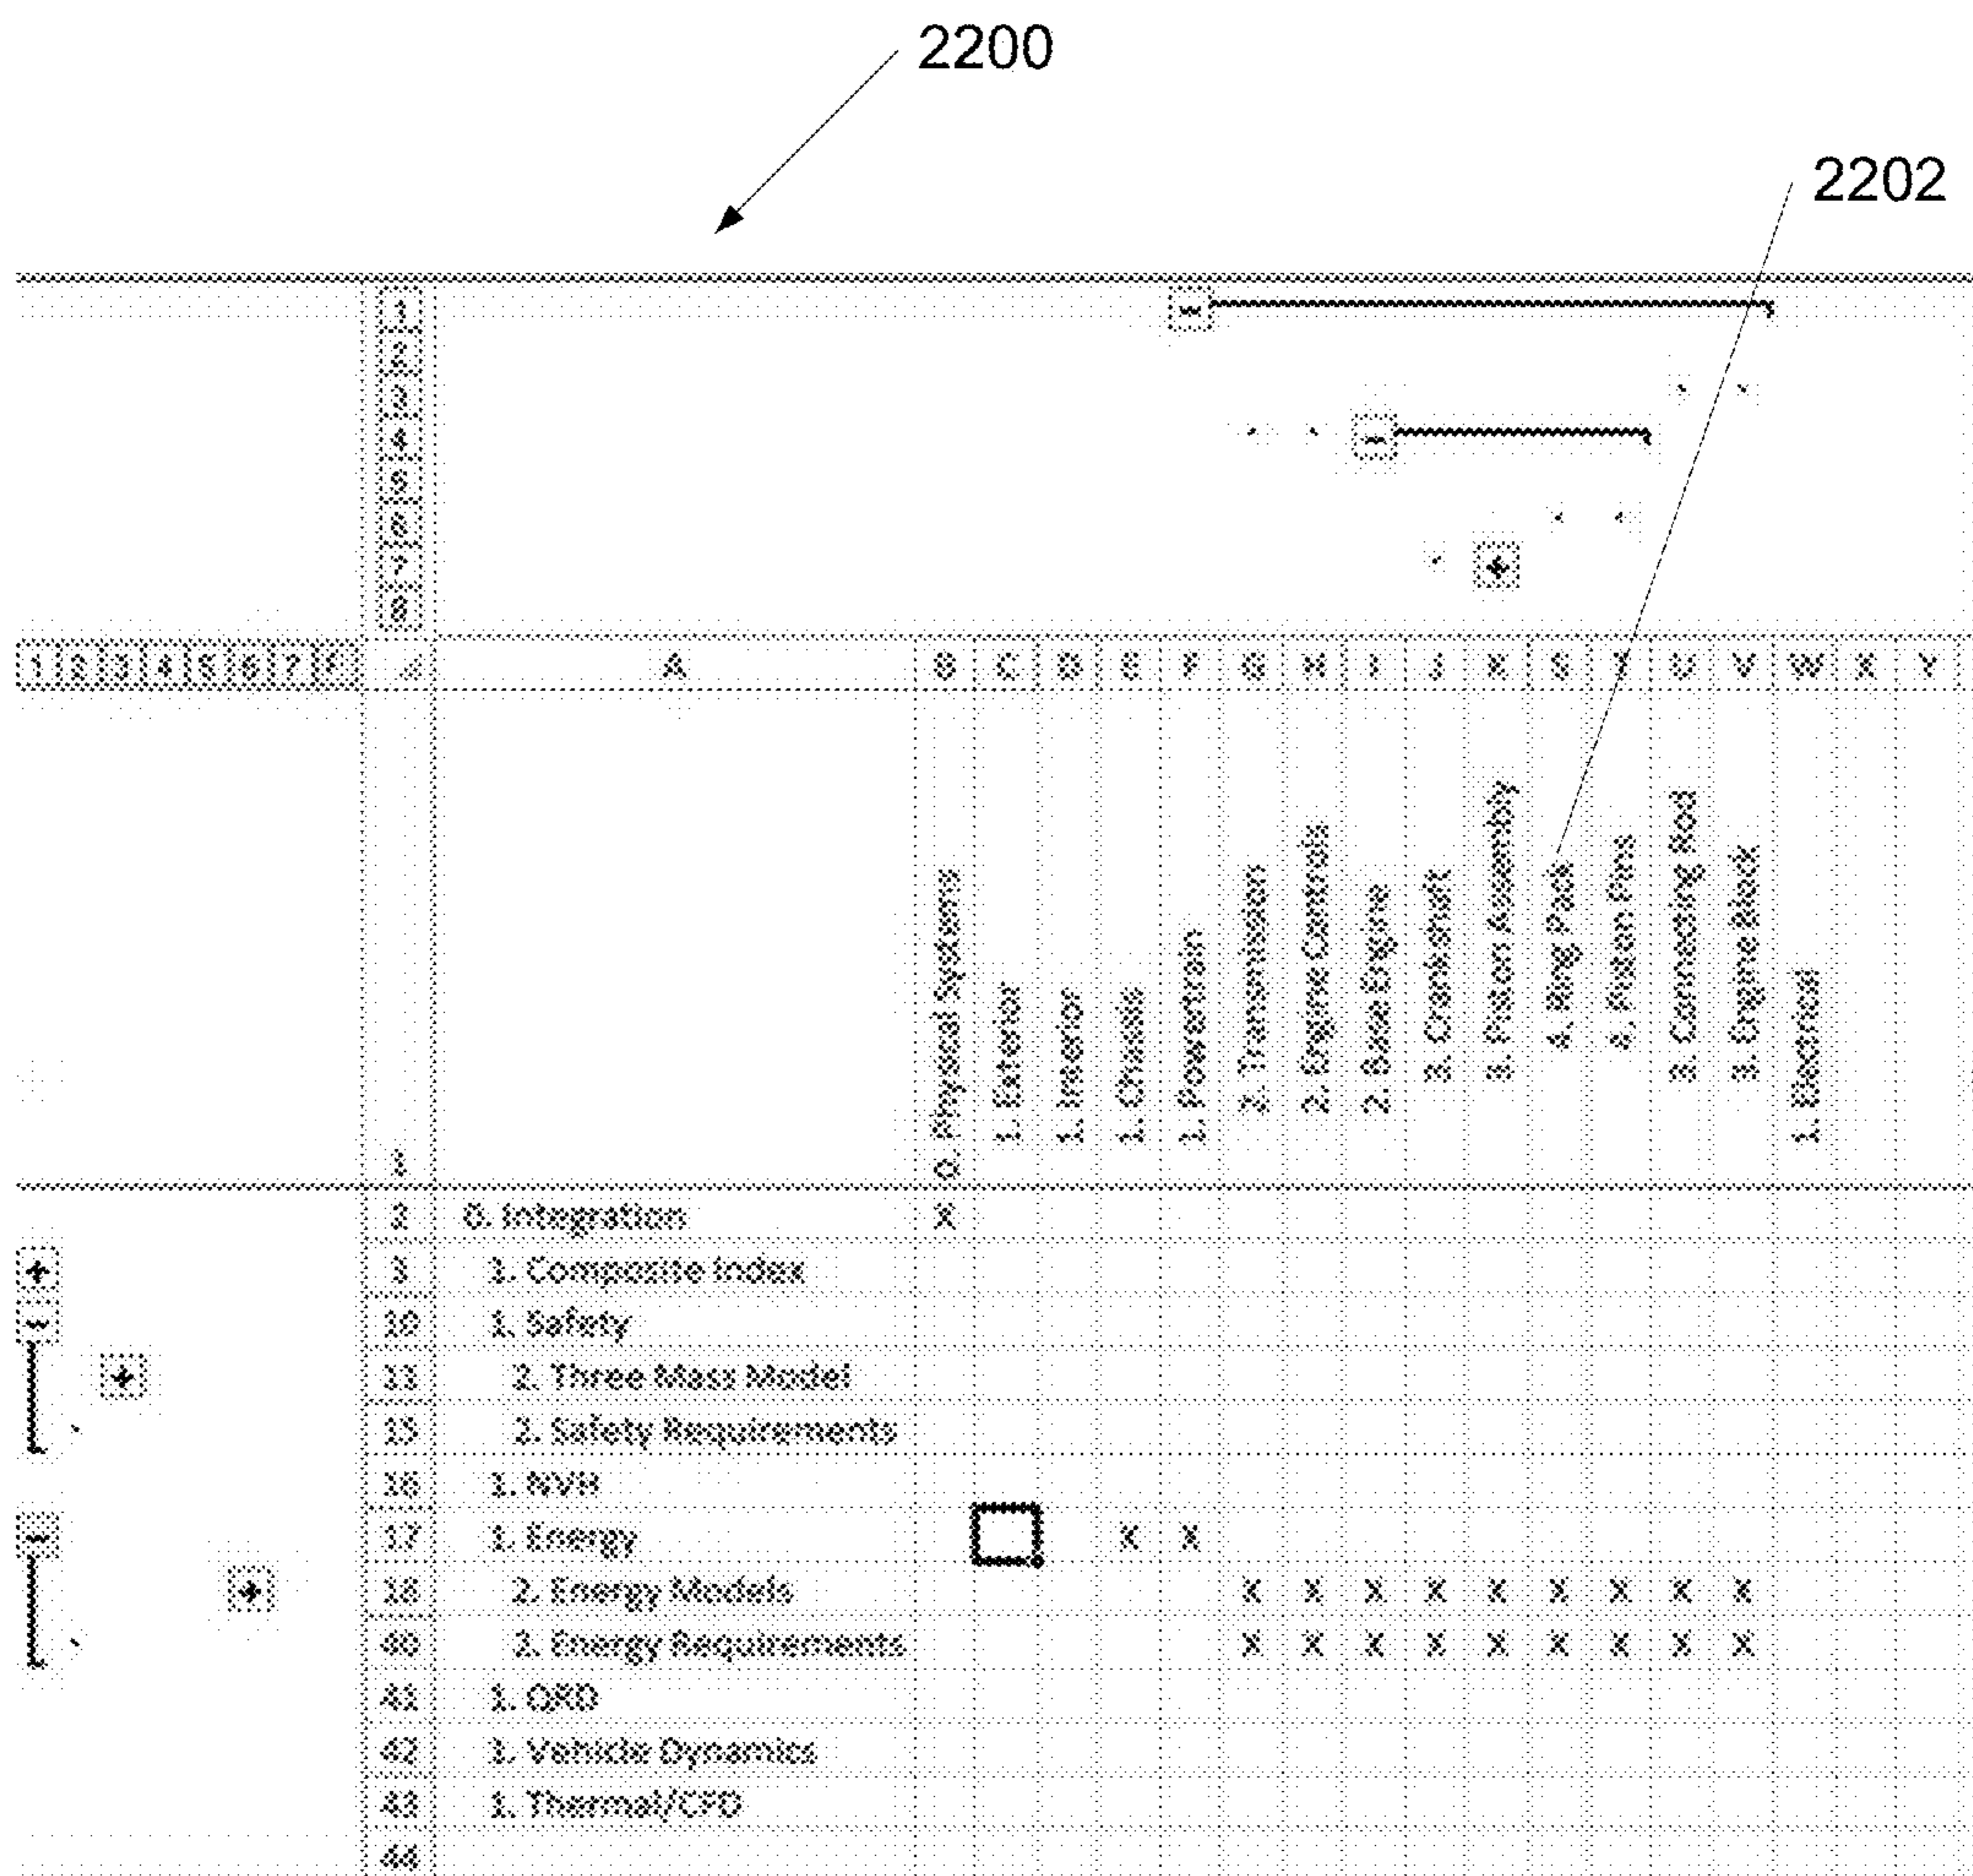 2200
2202
1
2
3
4
5
6
7
8
1 2 3 4 5 6 7 8
A B C D E F G H I J K S T U V W X Y
1
0. Physical Systems
1. Exterior
1. Interior
1. Chassis
1. Powertrain
2. Transmission
2. Engine Controls
2. Base Engine
3. Crankshaft
3. Piston Assembly
4. Ring Pack
4. Piston Pins
3. Connecting Rod
3. Engine Block
1. Electrical
2 0. Integration X
3 1. Composite Index
10 1. Safety
11 2. Three Mass Model
15 2. Safety Requirements
16 1. NVH
17 1. Energy X X
18 2. Energy Models X X X X X X X X X
40 2. Energy Requirements X X X X X X X X X
41 1. QRD
42 1. Vehicle Dynamics
43 1. Thermal/CFD
44